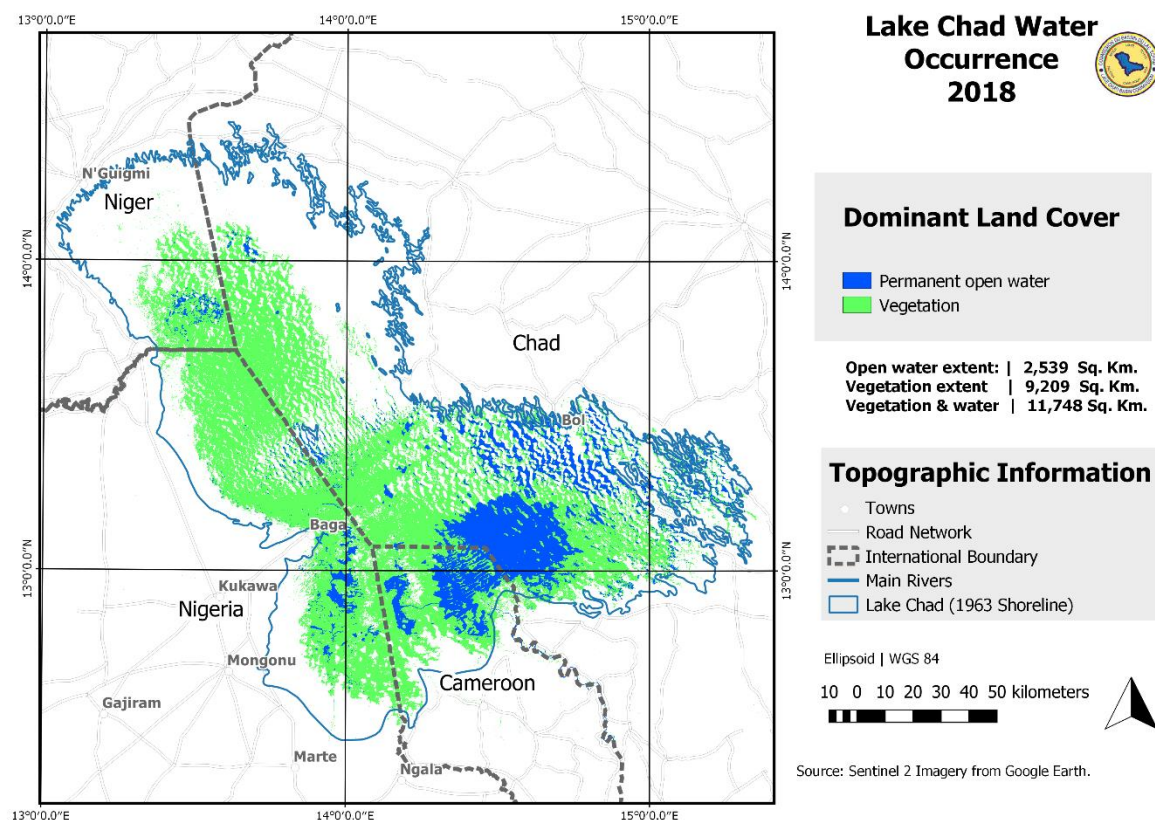 13°0'0.0"E
14°0'0.0"E
15°0'0.0"E
14°0'0.0"N
13°0'0.0"N
14°0'0.0"N
13°0'0.0"N
N'Guigmi
Niger
Chad
Bol
Baga
Kukawa
Nigeria
Mongonu
Cameroon
Gajiram
Marte
Ngala
13°0'0.0"E
14°0'0.0"E
15°0'0.0"E
Lake Chad Water
Occurrence
2018
Dominant Land Cover
Permanent open water
Vegetation
Open water extent: | 2,539 Sq. Km.
Vegetation extent | 9,209 Sq. Km.
Vegetation & water | 11,748 Sq. Km.
Topographic Information
Towns
Road Network
International Boundary
Main Rivers
Lake Chad (1963 Shoreline)
Ellipsoid | WGS 84
10 0 10 20 30 40 50 kilometers
Source: Sentinel 2 Imagery from Google Earth.